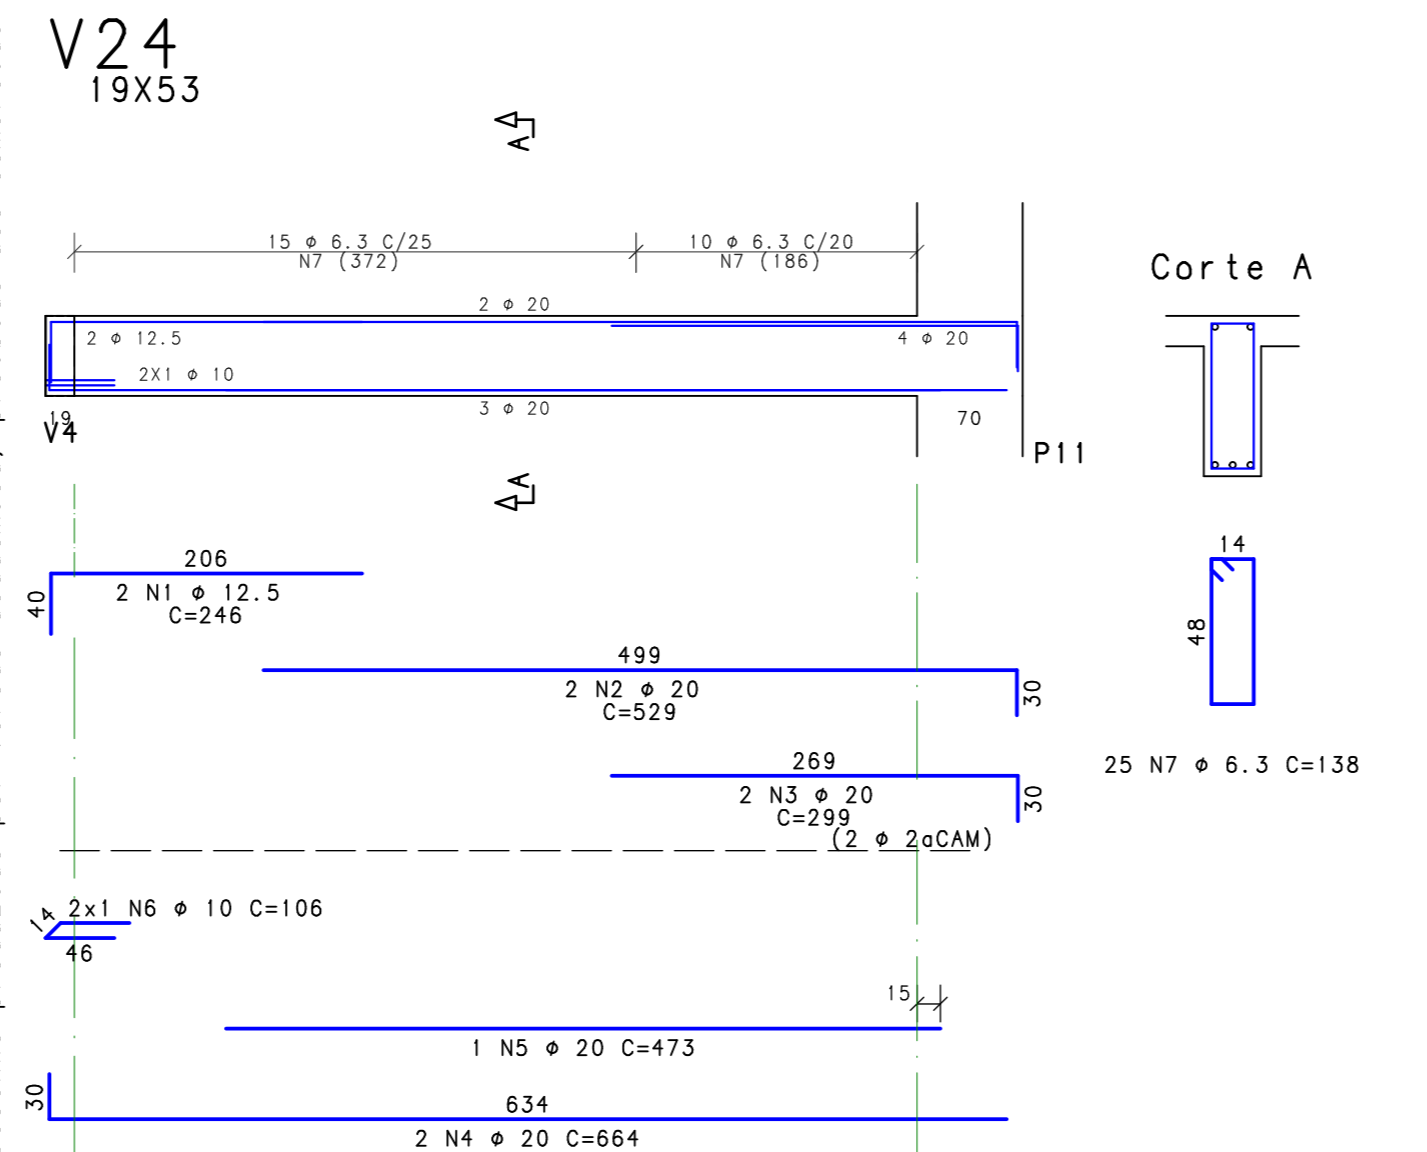 V24
19X53
A
15 ø 6.3 C/25
N7 (372)
10 ø 6.3 C/20
N7 (186)
2 ø 20
2 ø 12.5
4 ø 20
2X1 ø 10
3 ø 20
70
19
V4
P11
A
Corte A
206
40
2 N1 ø 12.5
C=246
499
2 N2 ø 20
C=529
30
269
2 N3 ø 20
C=299
(2 ø 2aCAM)
30
14
48
25 N7 ø 6.3 C=138
2x1 N6 ø 10 C=106
14
46
15
1 N5 ø 20 C=473
30
634
2 N4 ø 20 C=664